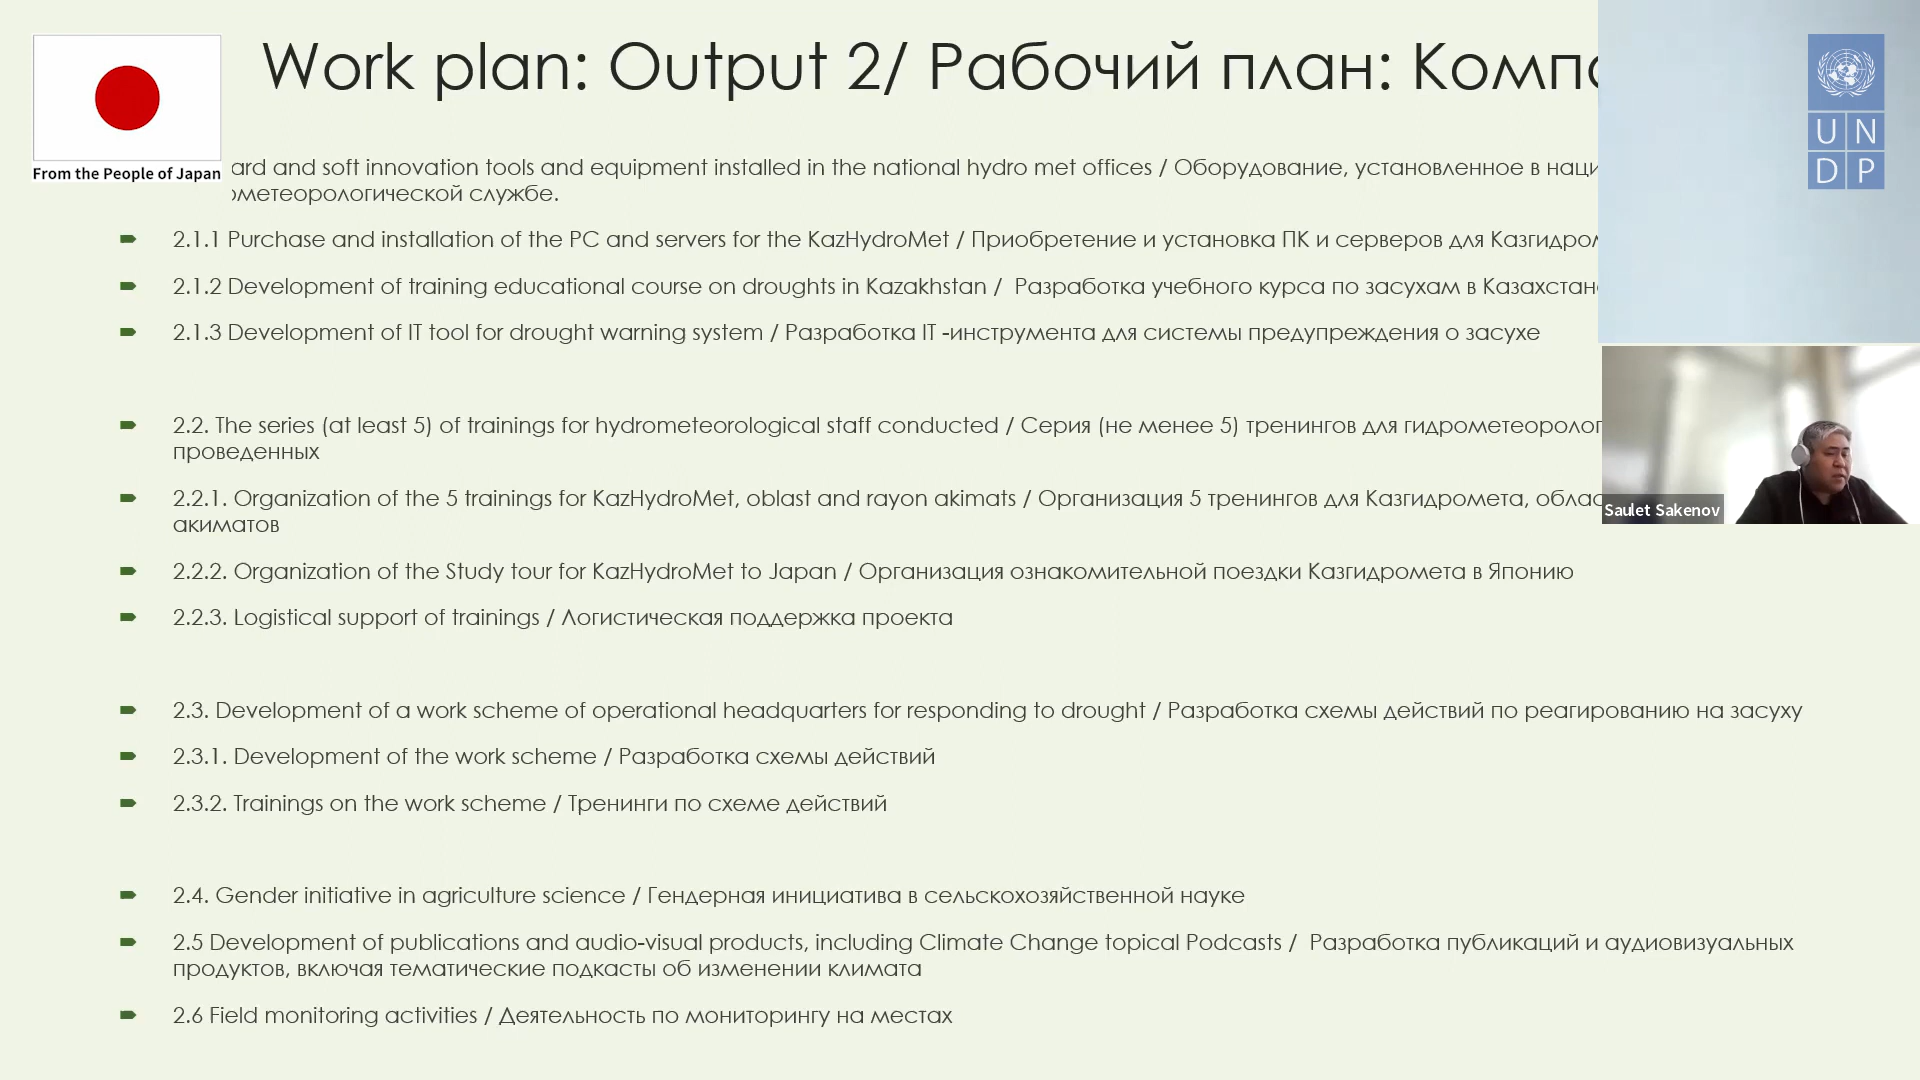 Work plan: Output 2/ Рабочий план:
From the People of Japan
and soft innovation tools and equipment installed in the national hydro met offices / Оборудование, установленное в
службе.
2.1.1 Purchase and installation of the PC and servers for the KazHydroMet / Приобретение и установка ПК и серверов для
2.1.2 Development of training educational course on droughts in Kazakhstan / Разработка учебного курса по засухам в
2.1.3 Development of IT tool for drought warning system / Разработка IT -инструмента для системы предупреждения о засухе
2.2. The series (at least 5) of trainings for hydrometeorological staff conducted / Серия (не менее 5) тренингов для
проведенных
2.2.1. Organization of the 5 trainings for KazHydroMet, oblast and rayon akimats / Организация 5 тренингов для Казгидромета,
акиматов
2.2.2. Organization of the Study tour for KazHydroMet to Japan / Организация ознакомительной поездки Казгидромета в Японию
2.2.3. Logistical support of trainings / Логистическая поддержка проекта
2.3. Development of a work scheme of operational headquarters for responding to drought / Разработка схемы действий по реагированию на засуху
2.3.1. Development of the work scheme / Разработка схемы действий
2.3.2. Trainings on the work scheme / Тренинги по схеме действий
2.4. Gender initiative in agriculture science / Гендерная инициатива в сельскохозяйственной науке
2.5 Development of publications and audio-visual products, including Climate Change topical Podcasts / Разработка публикаций и аудиовизуальных
продуктов, включая тематические подкасты об изменении климата
2.6 Field monitoring activities / Деятельность по мониторингу на местах
U N
D P
Saulet Sakenov